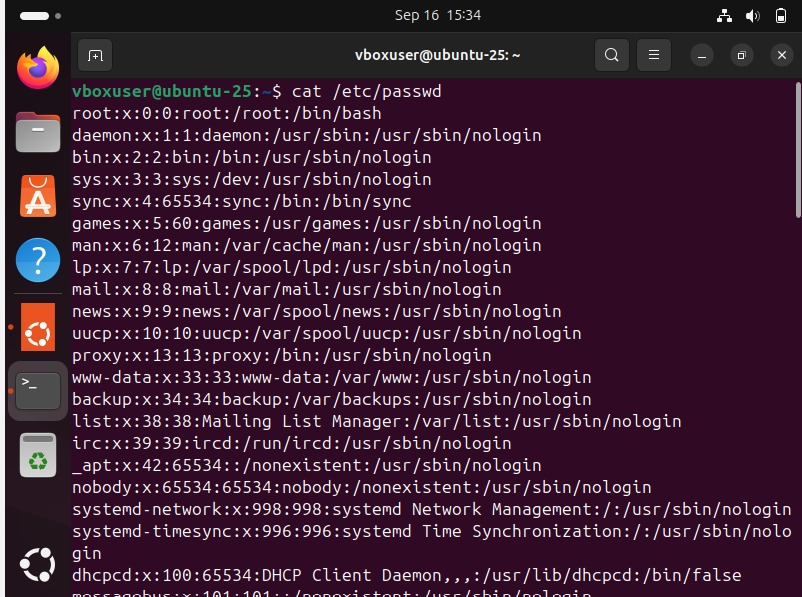 Sep 16 15:34
vboxuser@ubuntu-25: ~
vboxuser@ubuntu-25:~$ cat /etc/passwd
root:x:0:0:root:/root:/bin/bash
daemon:x:1:1:daemon:/usr/sbin:/usr/sbin/nologin
bin:x:2:2:bin:/bin:/usr/sbin/nologin
sys:x:3:3:sys:/dev:/usr/sbin/nologin
sync:x:4:65534:sync:/bin:/bin/sync
games:x:5:60:games:/usr/games:/usr/sbin/nologin
man:x:6:12:man:/var/cache/man:/usr/sbin/nologin
lp:x:7:7:lp:/var/spool/lpd:/usr/sbin/nologin
mail:x:8:8:mail:/var/mail:/usr/sbin/nologin
news:x:9:9:news:/var/spool/news:/usr/sbin/nologin
uucp:x:10:10:uucp:/var/spool/uucp:/usr/sbin/nologin
proxy:x:13:13:proxy:/bin:/usr/sbin/nologin
www-data:x:33:33:www-data:/var/www:/usr/sbin/nologin
backup:x:34:34:backup:/var/backups:/usr/sbin/nologin
list:x:38:38:Mailing List Manager:/var/list:/usr/sbin/nologin
irc:x:39:39:ircd:/run/ircd:/usr/sbin/nologin
_apt:x:42:65534::/nonexistent:/usr/sbin/nologin
nobody:x:65534:65534:nobody:/nonexistent:/usr/sbin/nologin
systemd-network:x:998:998:systemd Network Management:/:/usr/sbin/nologin
systemd-timesync:x:996:996:systemd Time Synchronization:/:/usr/sbin/nolo
gin
dhcpcd:x:100:65534:DHCP Client Daemon,,,:/usr/lib/dhcpcd:/bin/false
messagebus:x:101:101::/nonexistent:/usr/sbin/nologin